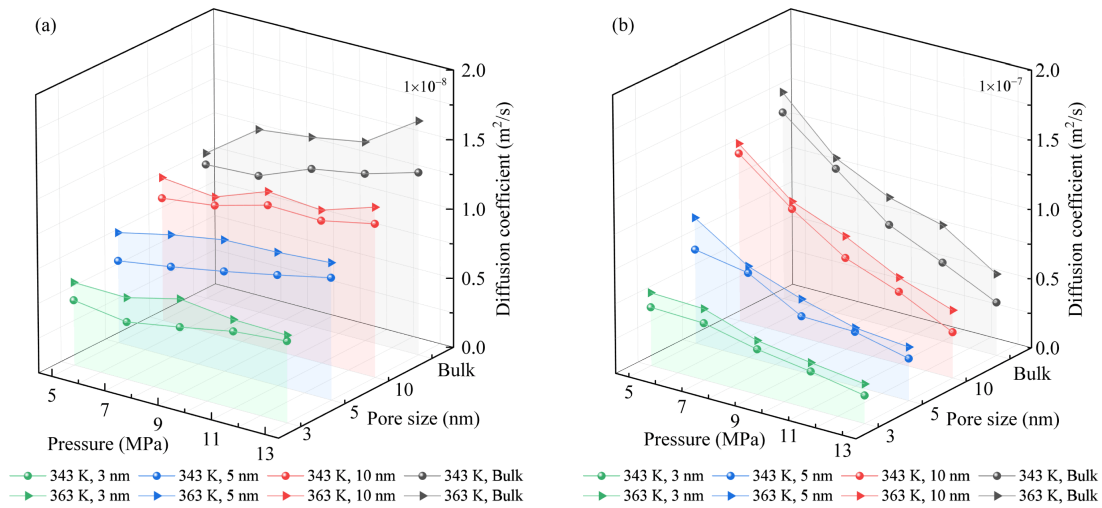 (a)
1×10⁻⁸
2.0
1.5
1.0
0.5
0.0
Diffusion coefficient (m²/s)
Bulk
10
5
3
Pore size (nm)
5
7
9
11
13
Pressure (MPa)
343 K, 3 nm 343 K, 5 nm 343 K, 10 nm 343 K, Bulk
363 K, 3 nm 363 K, 5 nm 363 K, 10 nm 363 K, Bulk
(b)
1×10⁻⁷
2.0
1.5
1.0
0.5
0.0
Diffusion coefficient (m²/s)
Bulk
10
5
3
Pore size (nm)
5
7
9
11
13
Pressure (MPa)
343 K, 3 nm 343 K, 5 nm 343 K, 10 nm 343 K, Bulk
363 K, 3 nm 363 K, 5 nm 363 K, 10 nm 363 K, Bulk